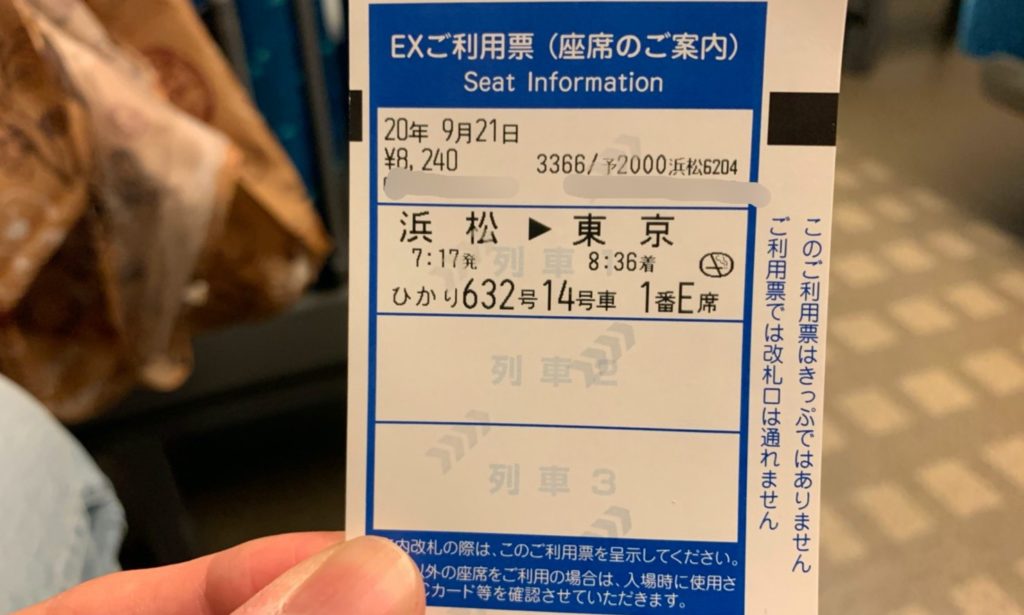 EXご利用票（座席のご案内）
Seat Information
20年 9月21日
¥8,240
3366/予2000浜松6204
浜 松 ▶ 東 京
7:17発 8:36着
ひかり632号14号車 1番E席
列車1
列車2
列車3
内改札の際は、このご利用票を呈示してください。
外の座席をご利用の場合は、入場時に使用さ
カード等を確認させていただきます。
このご利用票はきっぷではありません
ご利用票では改札口は通れません